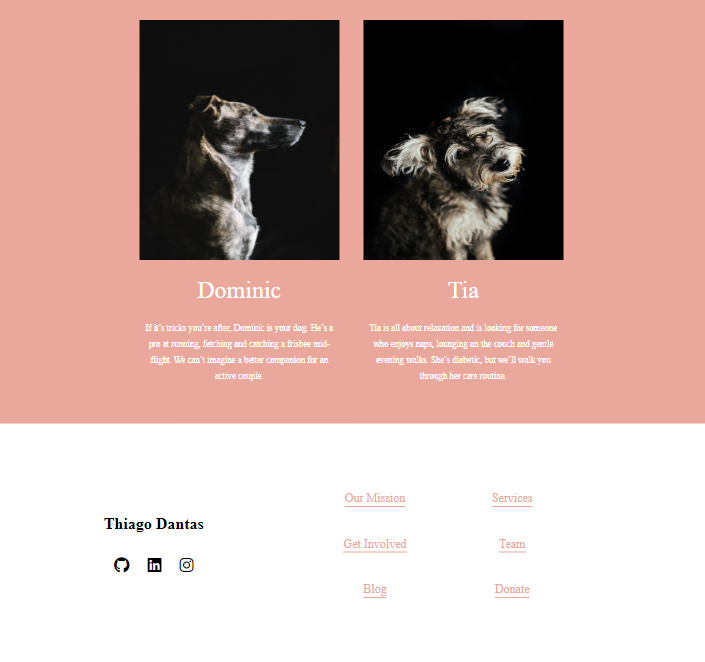 Dominic
If it's tricks you're after, Dominic is your dog. He's a
pro at running, fetching and catching a frisbee mid-
flight. We can't imagine a better companion for an
active couple.
Tia
Tia is all about relaxation and is looking for someone
who enjoys naps, lounging on the couch and gentle
evening walks. She's diabetic, but we'll walk you
through her care routine.
Thiago Dantas
Our Mission
Services
Get Involved
Team
Blog
Donate